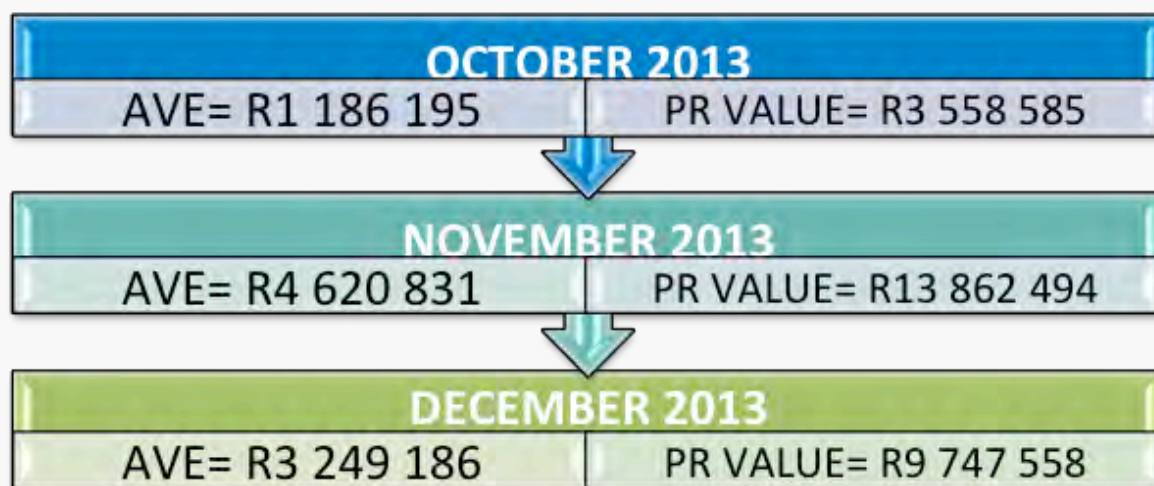 OCTOBER 2013
AVE= R1 186 195 PR VALUE= R3 558 585
NOVEMBER 2013
AVE= R4 620 831 PR VALUE= R13 862 494
DECEMBER 2013
AVE= R3 249 186 PR VALUE= R9 747 558